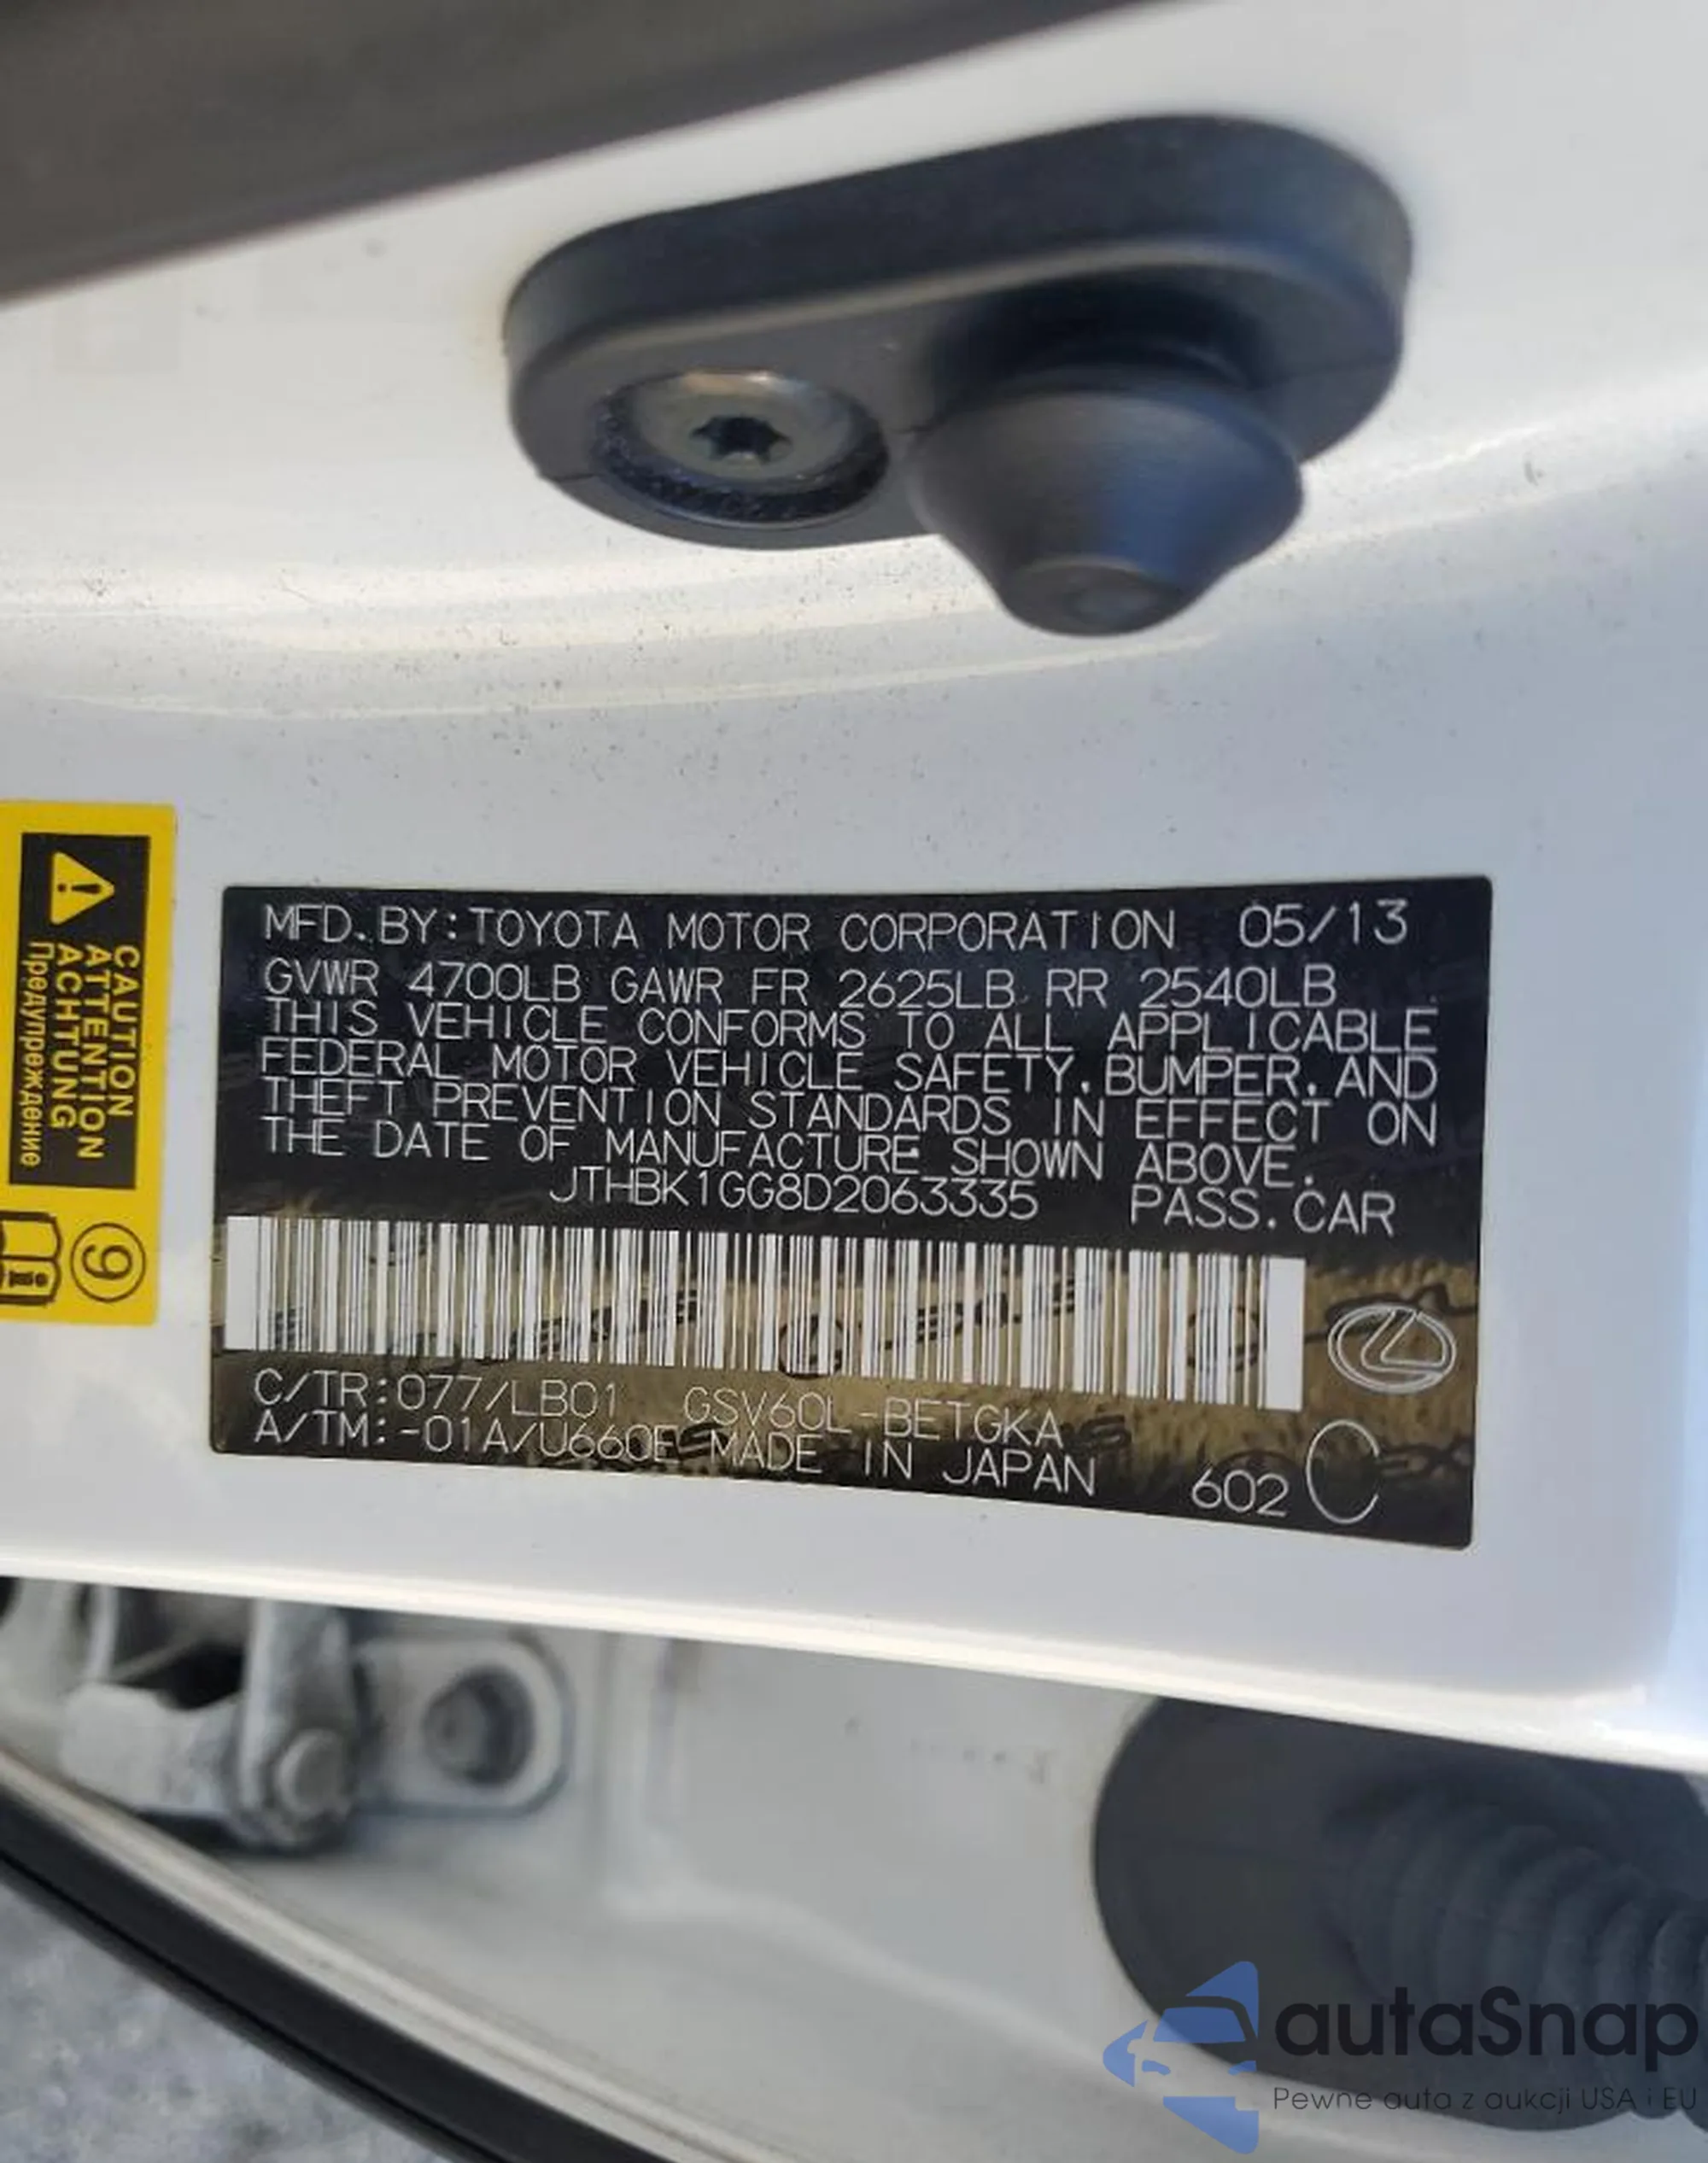 MFD. BY: TOYOTA MOTOR CORPORATION 05/13
GVWR 4700LB GAWR FR 2625LB RR 2540LB
THIS VEHICLE CONFORMS TO ALL APPLICABLE
FEDERAL MOTOR VEHICLE SAFETY, BUMPER, AND
THEFT PREVENTION STANDARDS IN EFFECT ON
THE DATE OF MANUFACTURE SHOWN ABOVE.
JTHBK1GG8D2063335 PASS. CAR
C/TR: 077/LB01 GSV60L-BETGKA
A/TM: -01A/U660E MADE IN JAPAN 602 C
CAUTION
ATTENTION
ACHTUNG
Предупреждение
9
autaSnap
Pewne auta z aukcji USA i EU